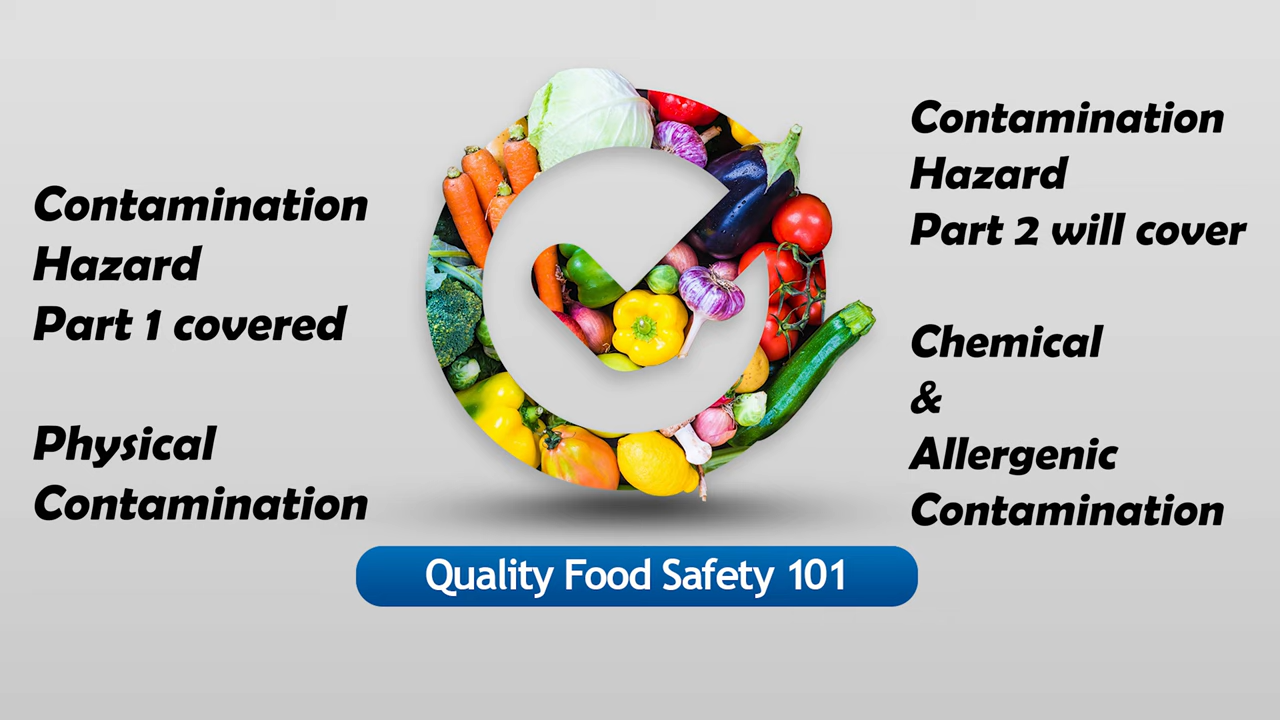 Contamination
Hazard
Part 1 covered
Physical
Contamination
Contamination
Hazard
Part 2 will cover
Chemical
&
Allergenic
Contamination
Quality Food Safety 101